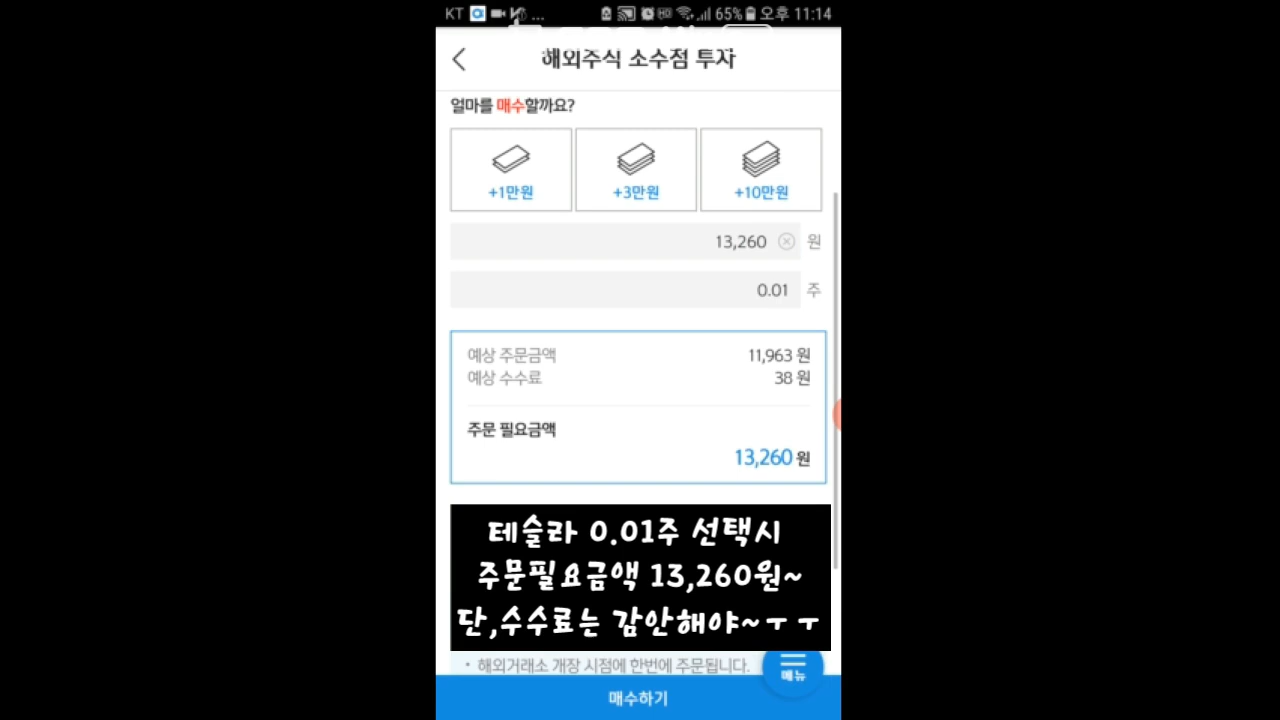 KT ... 65% 오후 11:14
해외주식 소수점 투자
얼마를 매수할까요?
+1만원 +3만원 +10만원
13,260 원
0.01 주
예상 주문금액 11,963 원
예상 수수료 38 원
주문 필요금액
13,260 원
테슬라 0.01주 선택시
주문필요금액 13,260원~
단,수수료는 감안해야~ㅜㅜ
• 해외거래소 개장 시점에 한번에 주문됩니다.
메뉴
매수하기